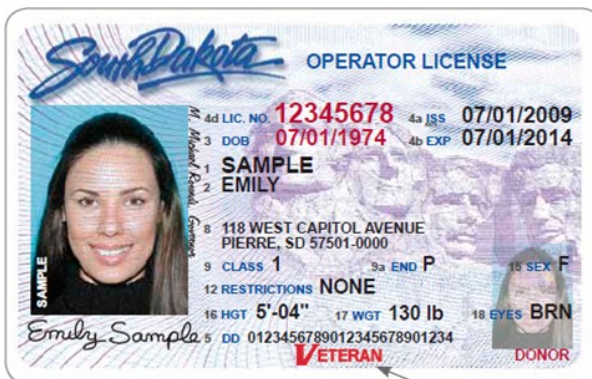 South Dakota OPERATOR LICENSE
4d LIC. NO. 12345678 4a ISS 07/01/2009
3 DOB 07/01/1974 4b EXP 07/01/2014
1 SAMPLE
2 EMILY
M. Michael Rounds, Governor
8 118 WEST CAPITOL AVENUE
PIERRE, SD 57501-0000
9 CLASS 1 9a END P 15 SEX F
12 RESTRICTIONS NONE
16 HGT 5'-04" 17 WGT 130 lb 18 EYES BRN
SAMPLE
Emily Sample
5 DD 0123456789012345678901234
VETERAN
DONOR